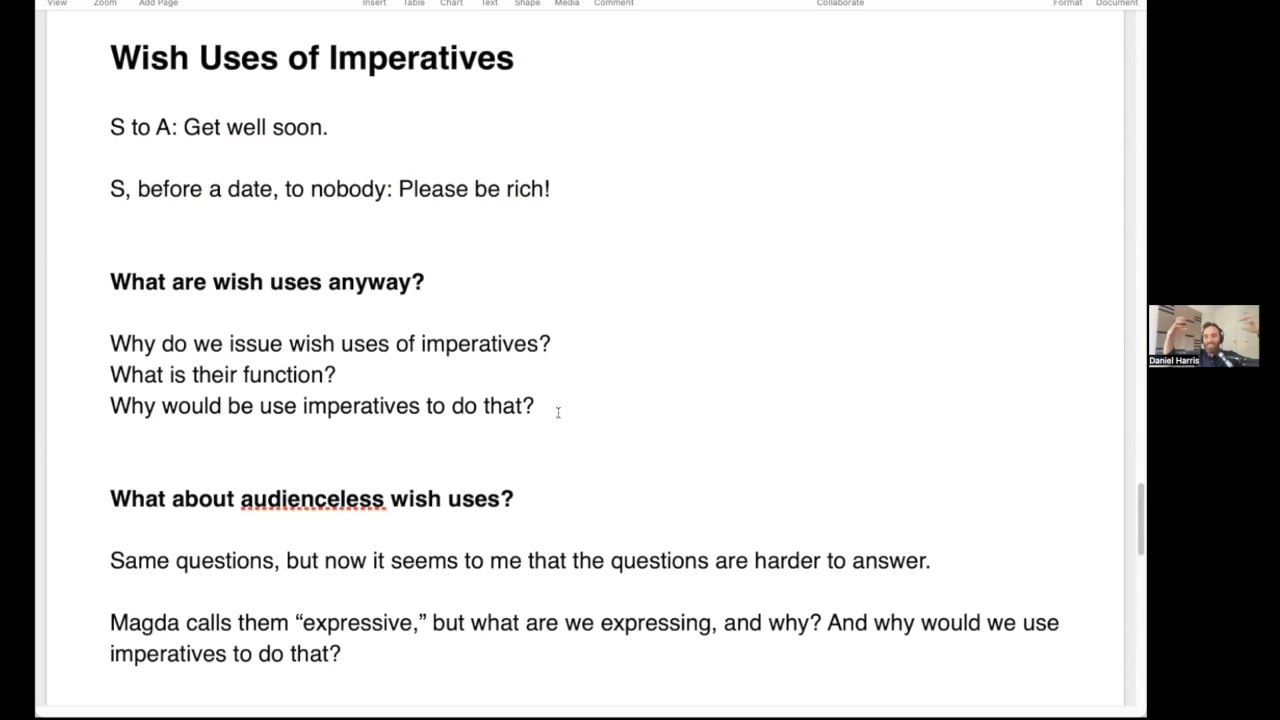 View Zoom Add Page Insert Table Chart Text Shape Media Comment Collaborate Format Document
Wish Uses of Imperatives
S to A: Get well soon.
S, before a date, to nobody: Please be rich!
What are wish uses anyway?
Why do we issue wish uses of imperatives?
What is their function?
Why would be use imperatives to do that?
Daniel Harris
What about audienceless wish uses?
Same questions, but now it seems to me that the questions are harder to answer.
Magda calls them “expressive,” but what are we expressing, and why? And why would we use
imperatives to do that?